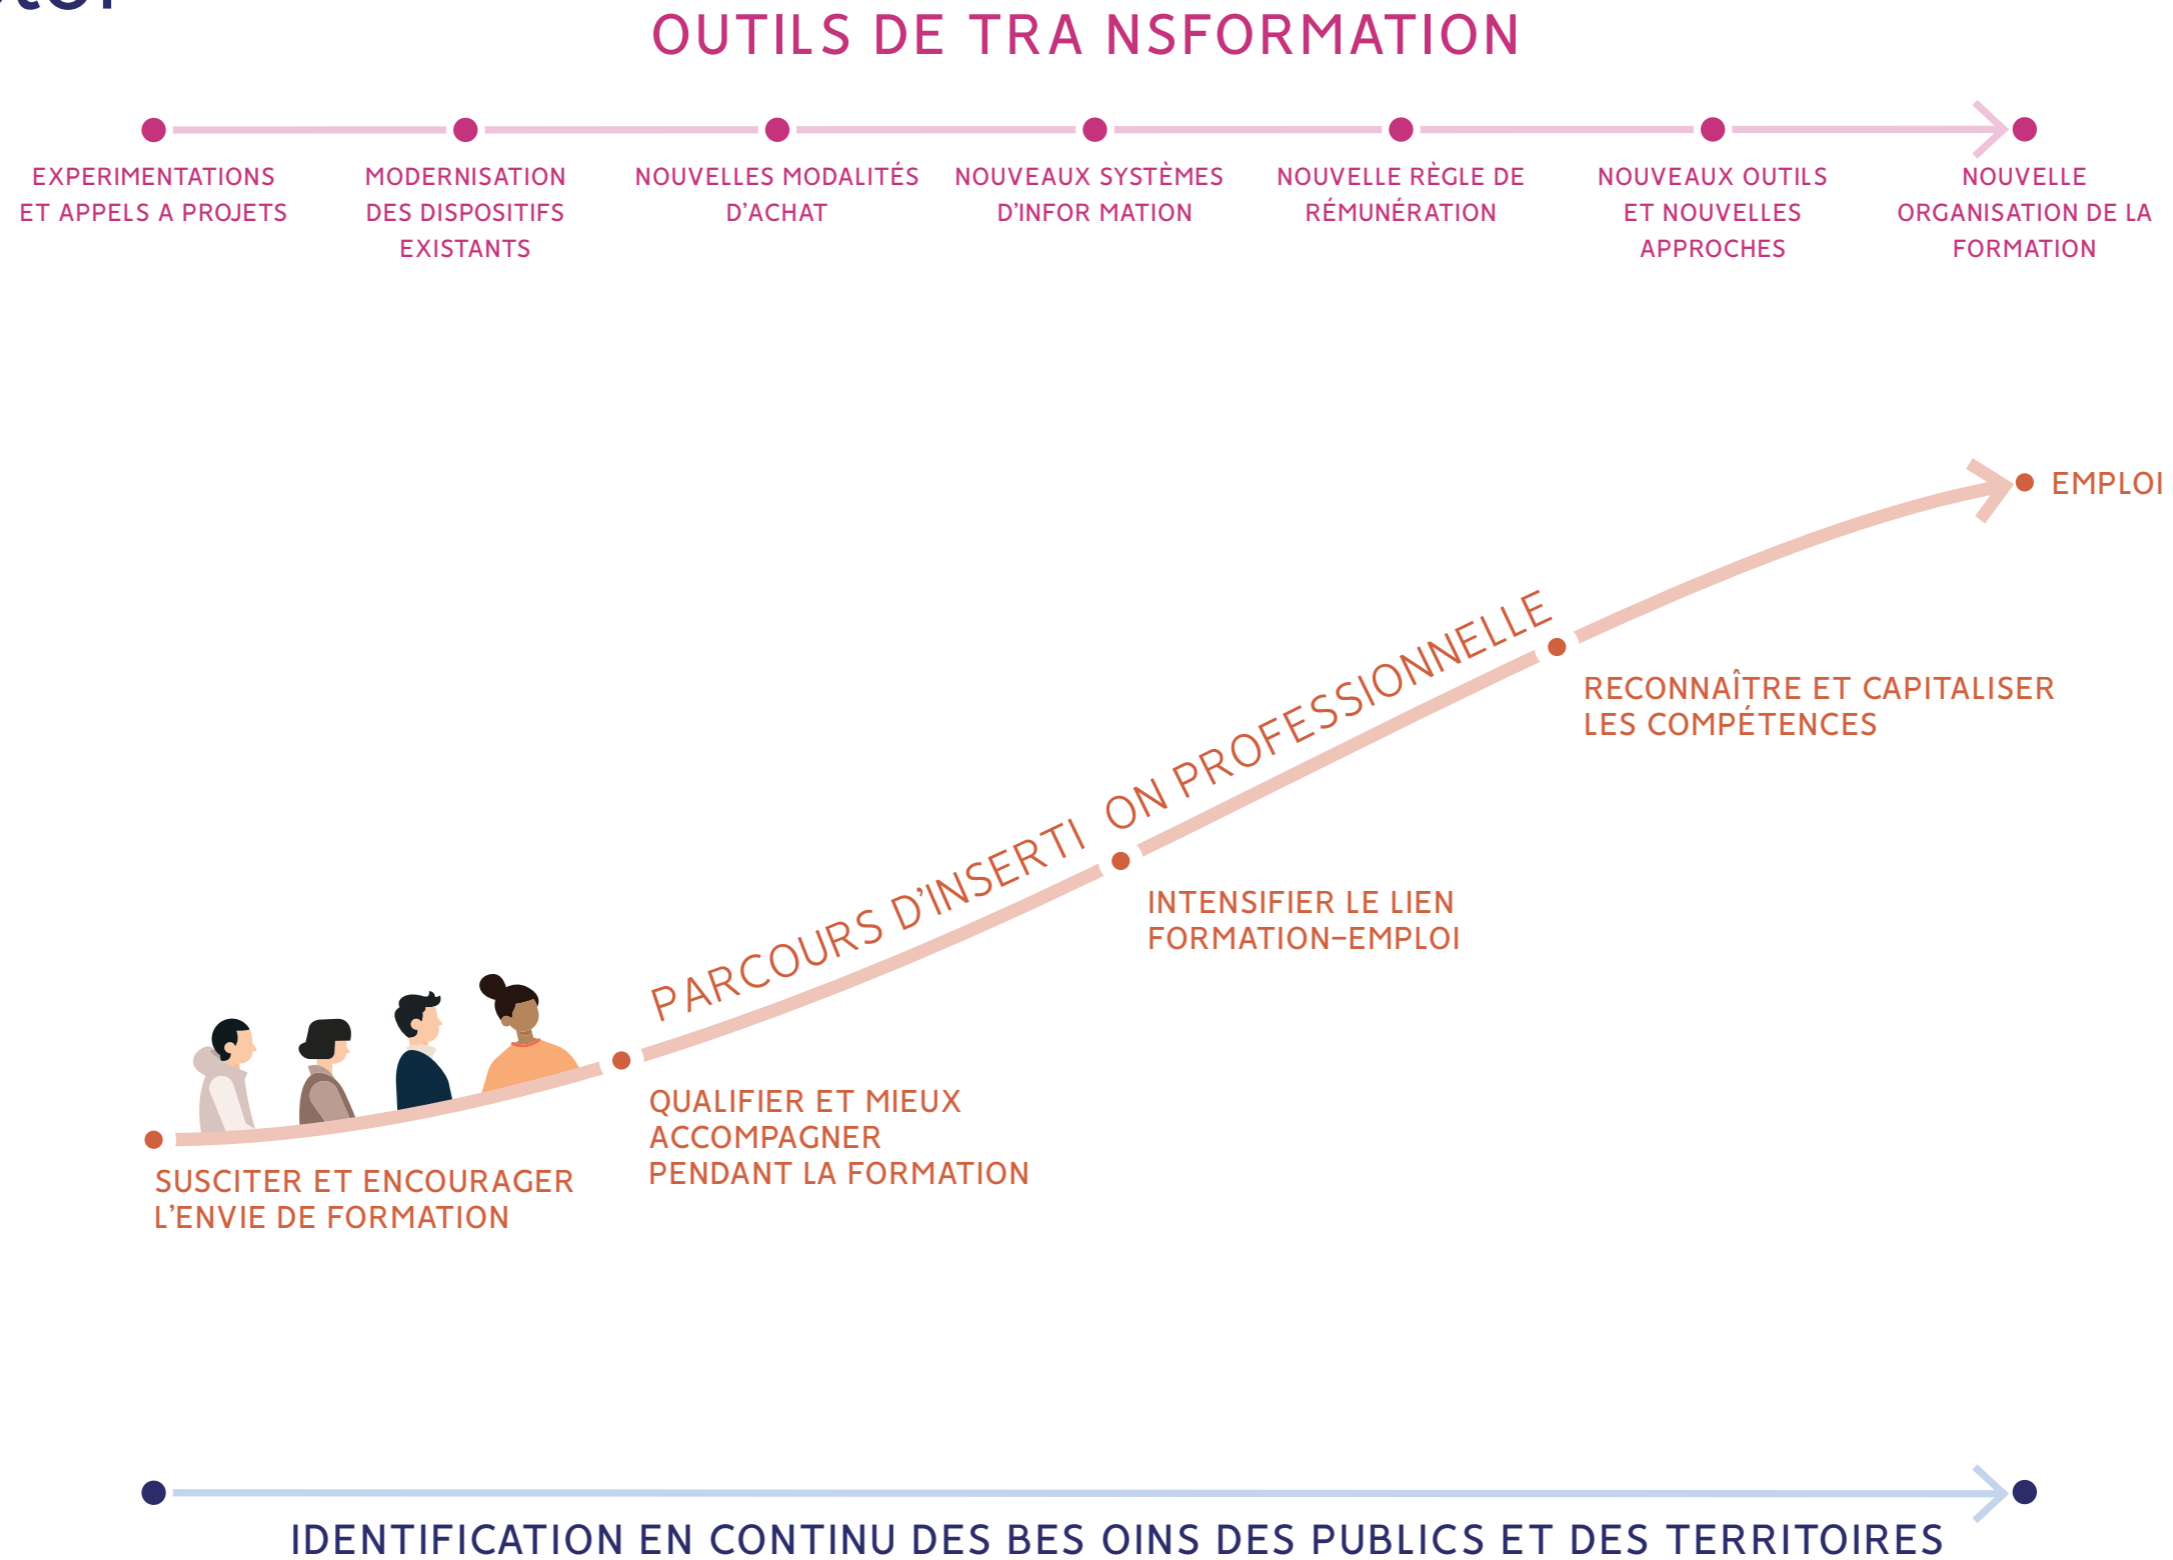 OUTILS DE TRA NSFORMATION
EXPERIMENTATIONS
ET APPELS A PROJETS
MODERNISATION
DES DISPOSITIFS
EXISTANTS
NOUVELLES MODALITÉS
D'ACHAT
NOUVEAUX SYSTÈMES
D'INFOR MATION
NOUVELLE RÈGLE DE
RÉMUNÉRATION
NOUVEAUX OUTILS
ET NOUVELLES
APPROCHES
NOUVELLE
ORGANISATION DE LA
FORMATION
EMPLOI
PARCOURS D'INSERTI ON PROFESSIONNELLE
RECONNAÎTRE ET CAPITALISER
LES COMPÉTENCES
INTENSIFIER LE LIEN
FORMATION-EMPLOI
QUALIFIER ET MIEUX
ACCOMPAGNER
PENDANT LA FORMATION
SUSCITER ET ENCOURAGER
L'ENVIE DE FORMATION
IDENTIFICATION EN CONTINU DES BES OINS DES PUBLICS ET DES TERRITOIRES